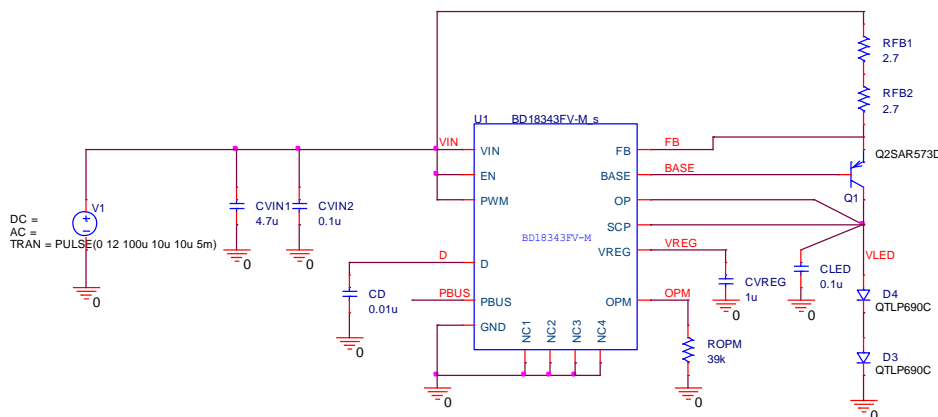 RFB1
2.7
RFB2
2.7
U1 BD18343FV-M_s
VIN
VIN
FB
FB
Q2SAR573D
EN
BASE
BASE
Q1
PWM
OP
V1
CVIN1
4.7u
CVIN2
0.1u
DC =
AC =
TRAN = PULSE(0 12 100u 10u 10u 5m)
SCP
BD18343FV-M
VREG
VREG
VLED
D
D
CLED
0.1u
CVREG
1u
D4
QTLP690C
CD
0.01u
PBUS
PBUS
OPM
OPM
0
0
0
0
0
GND
NC1
NC2
NC3
NC4
ROPM
39k
D3
QTLP690C
0
0
0
0